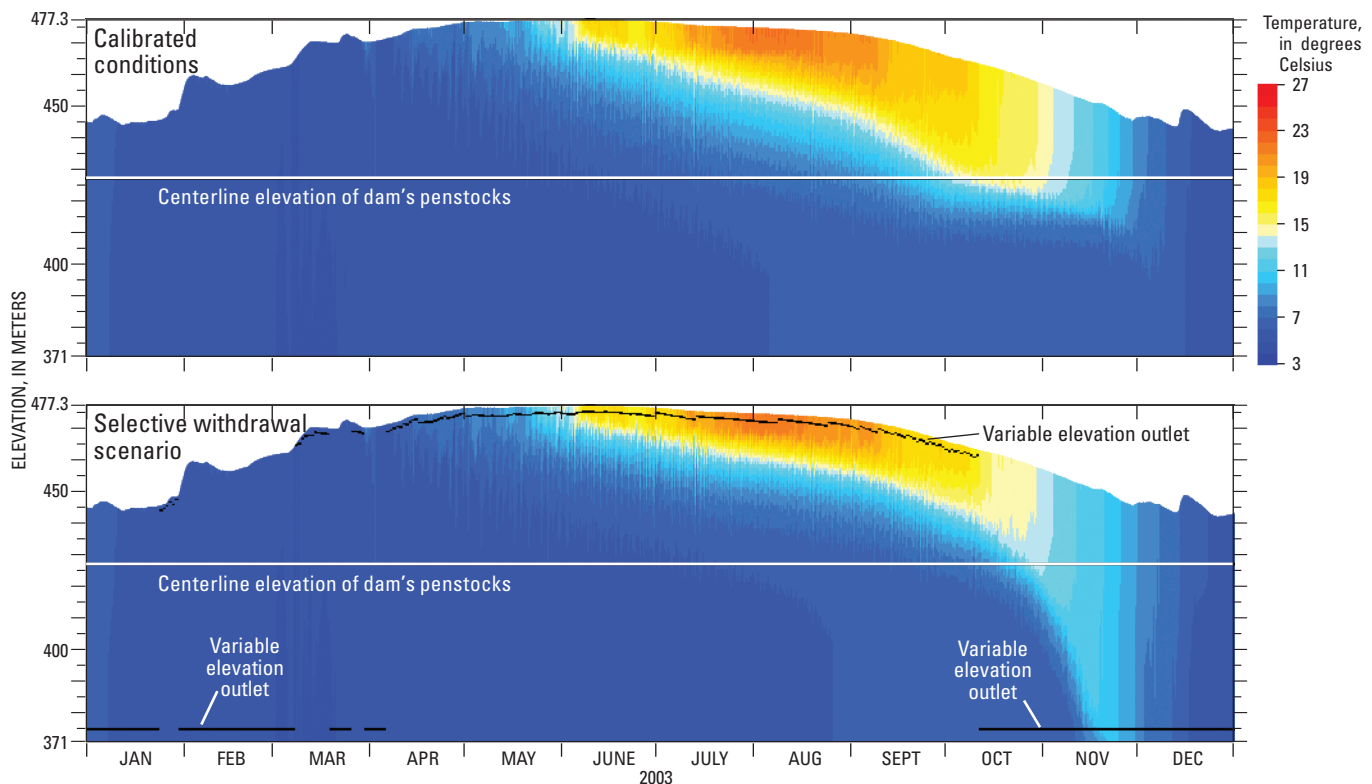 477.3
Calibrated
conditions
450
Centerline elevation of dam's penstocks
400
371
Temperature,
in degrees
Celsius
27
23
19
15
11
7
3
ELEVATION, IN METERS
477.3
Selective withdrawal
scenario
Variable elevation outlet
450
Centerline elevation of dam's penstocks
400
Variable
elevation
outlet
Variable
elevation
outlet
371
JAN FEB MAR APR MAY JUNE JULY AUG SEPT OCT NOV DEC
2003